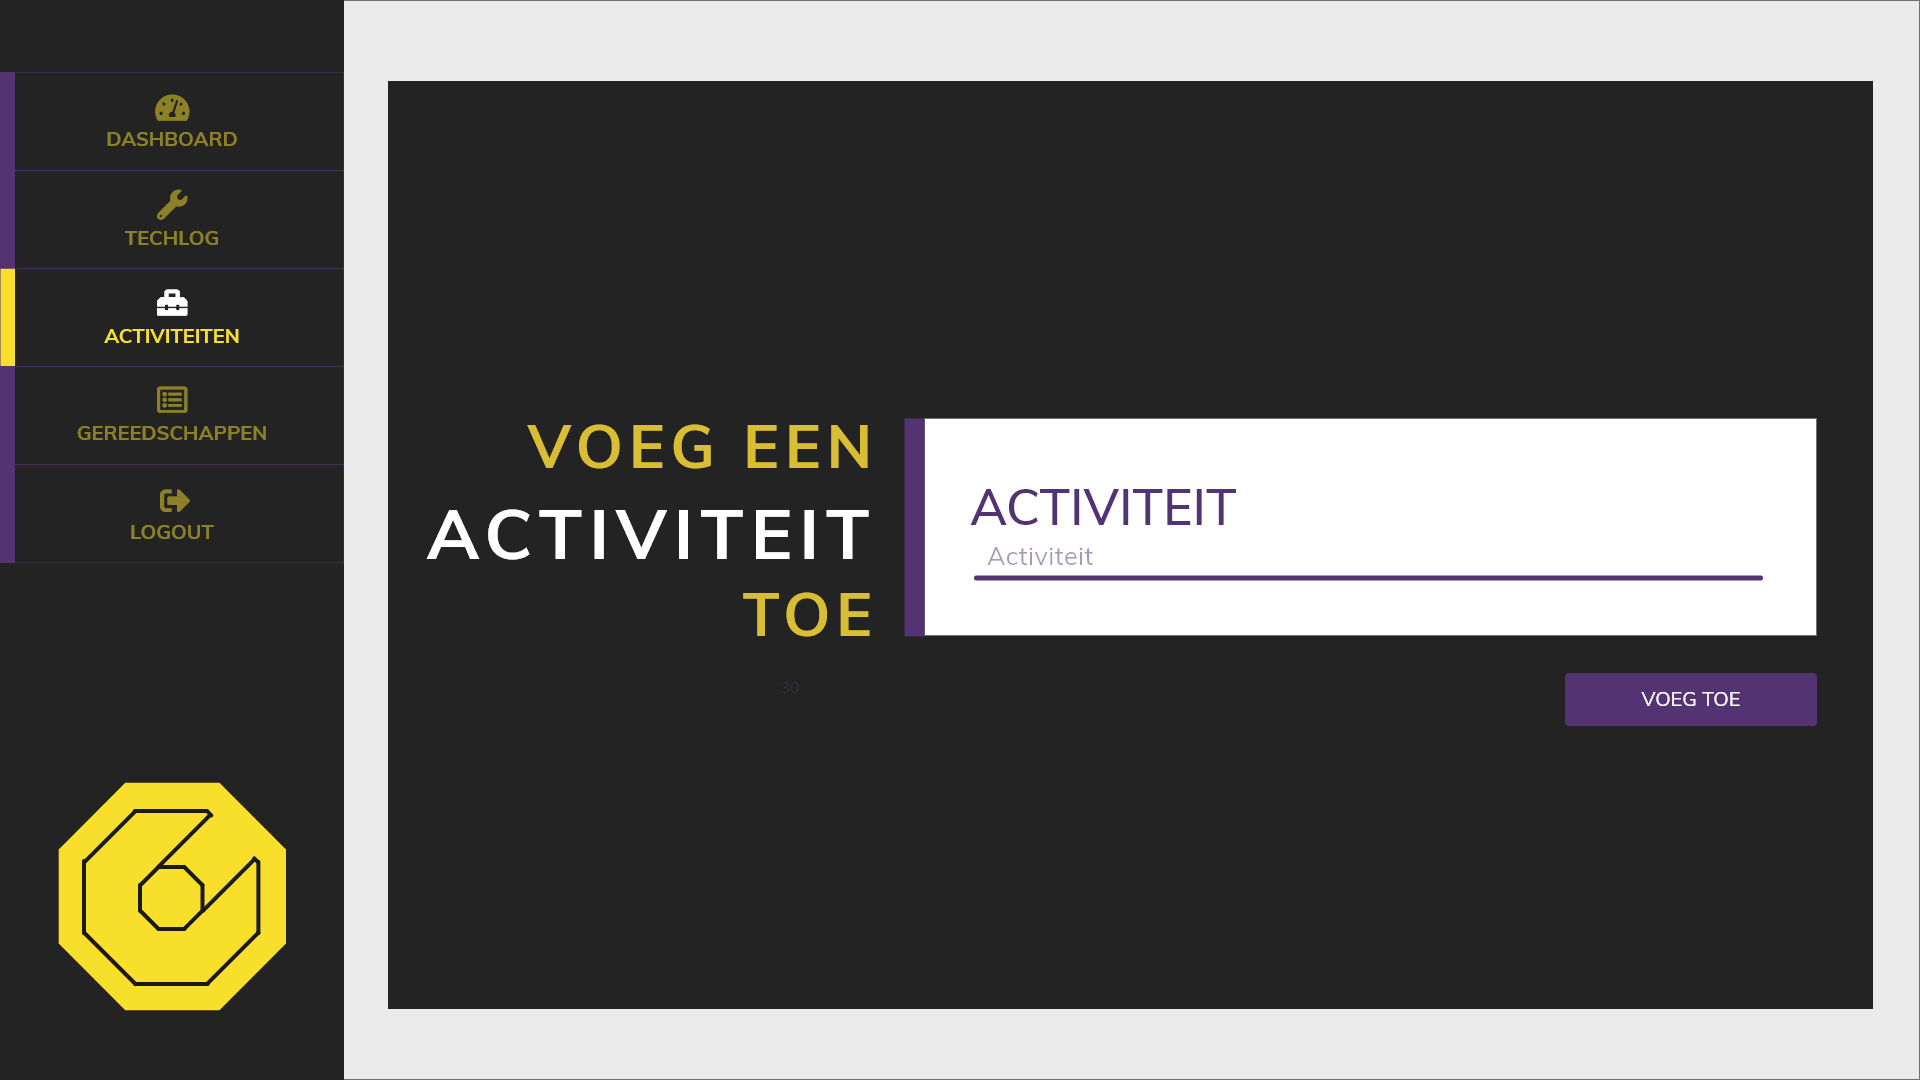 DASHBOARD
TECHLOG
ACTIVITEITEN
GEREEDSCHAPPEN
LOGOUT
VOEG EEN
ACTIVITEIT
TOE
30
ACTIVITEIT
Activiteit
VOEG TOE